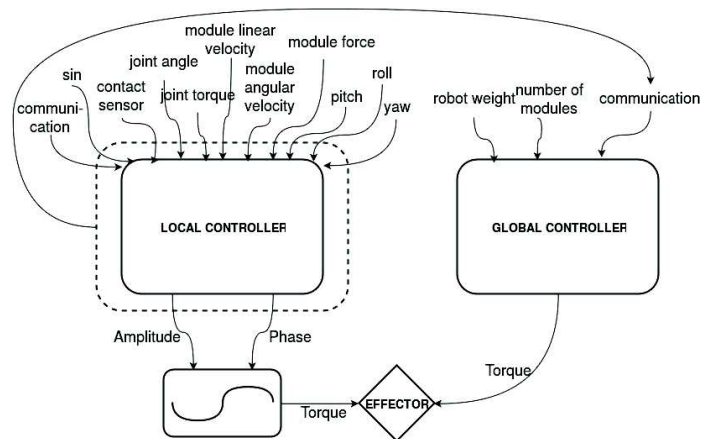 module linear
velocity
module force
joint angle
sin
roll
contact
sensor
joint torque
module
angular
velocity
pitch
yaw
communi-
cation
robot weight
number of
modules
communication
LOCAL CONTROLLER
GLOBAL CONTROLLER
Amplitude
Phase
Torque
Torque
EFFECTOR